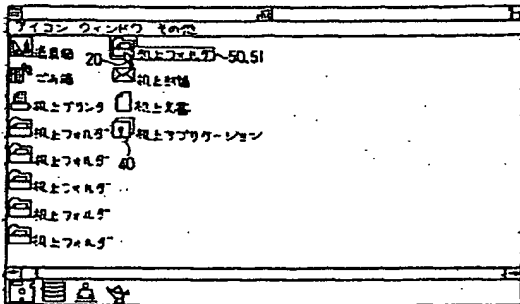 アイコン ウィンドウ その他
道具箱
20
机上フォルダ
50,51
ごみ箱
机上封筒
机上プリンタ
机上文書
机上フォルダ
机上アプリケーション
机上フォルダ
40
机上フォルダ
机上フォルダ
机上フォルダ